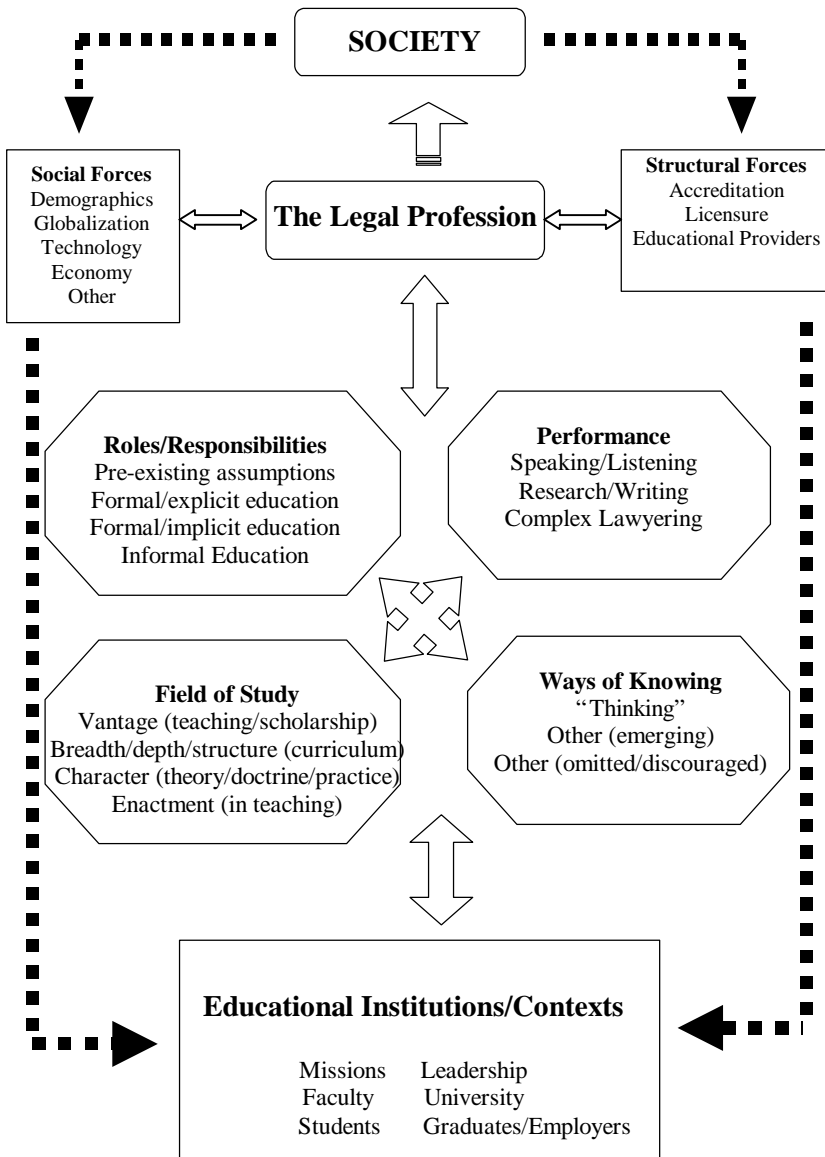 SOCIETY
Social Forces
Demographics
Globalization
Technology
Economy
Other
The Legal Profession
Structural Forces
Accreditation
Licensure
Educational Providers
Roles/Responsibilities
Pre-existing assumptions
Formal/explicit education
Formal/implicit education
Informal Education
Performance
Speaking/Listening
Research/Writing
Complex Lawyering
Field of Study
Vantage (teaching/scholarship)
Breadth/depth/structure (curriculum)
Character (theory/doctrine/practice)
Enactment (in teaching)
Ways of Knowing
“Thinking”
Other (emerging)
Other (omitted/discouraged)
Educational Institutions/Contexts
Missions Leadership
Faculty University
Students Graduates/Employers